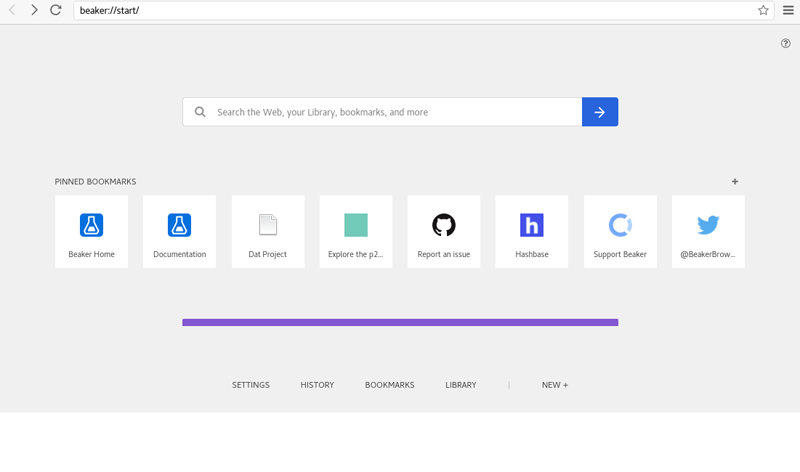 beaker://start/
Search the Web, your Library, bookmarks, and more
PINNED BOOKMARKS
Beaker Home
Documentation
Dat Project
Explore the p2...
Report an issue
Hashbase
Support Beaker
@BeakerBrow...
SETTINGS HISTORY BOOKMARKS LIBRARY | NEW +